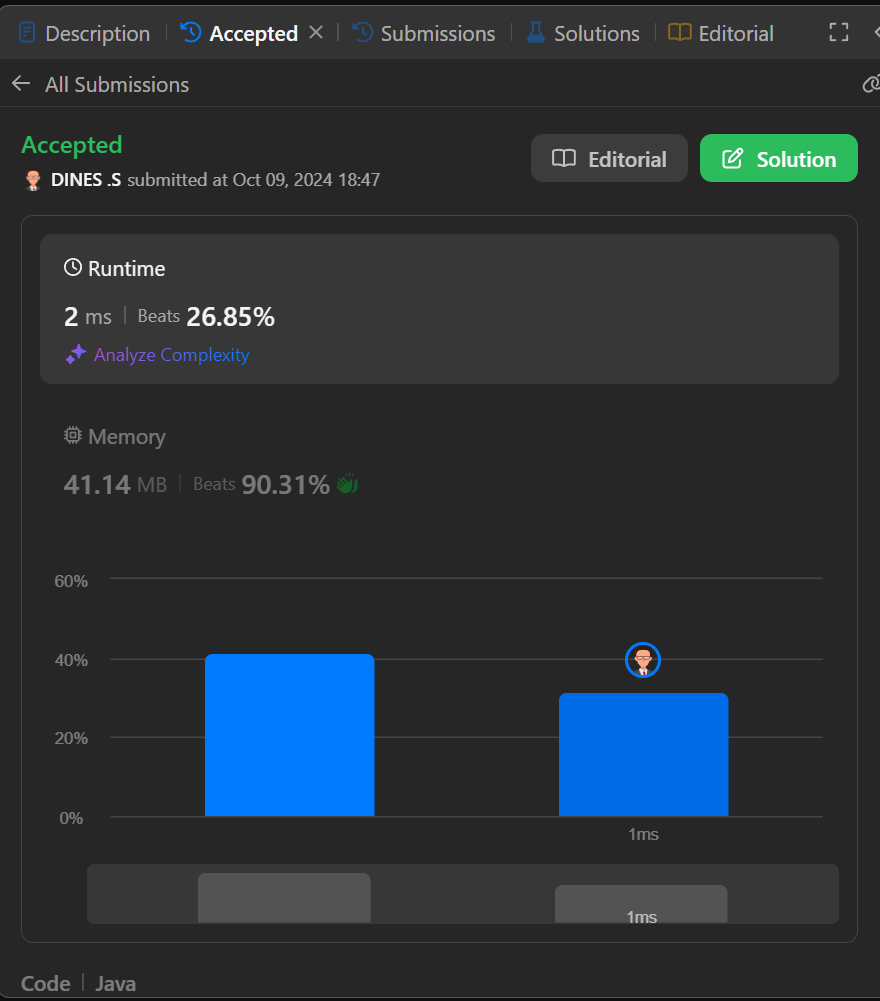 Description
Accepted
Submissions
Solutions
Editorial
All Submissions
Accepted
DINES .S submitted at Oct 09, 2024 18:47
Editorial
Solution
Runtime
2 ms Beats 26.85%
Analyze Complexity
Memory
41.14 MB Beats 90.31%
60%
40%
20%
0%
1ms
1ms
Code Java